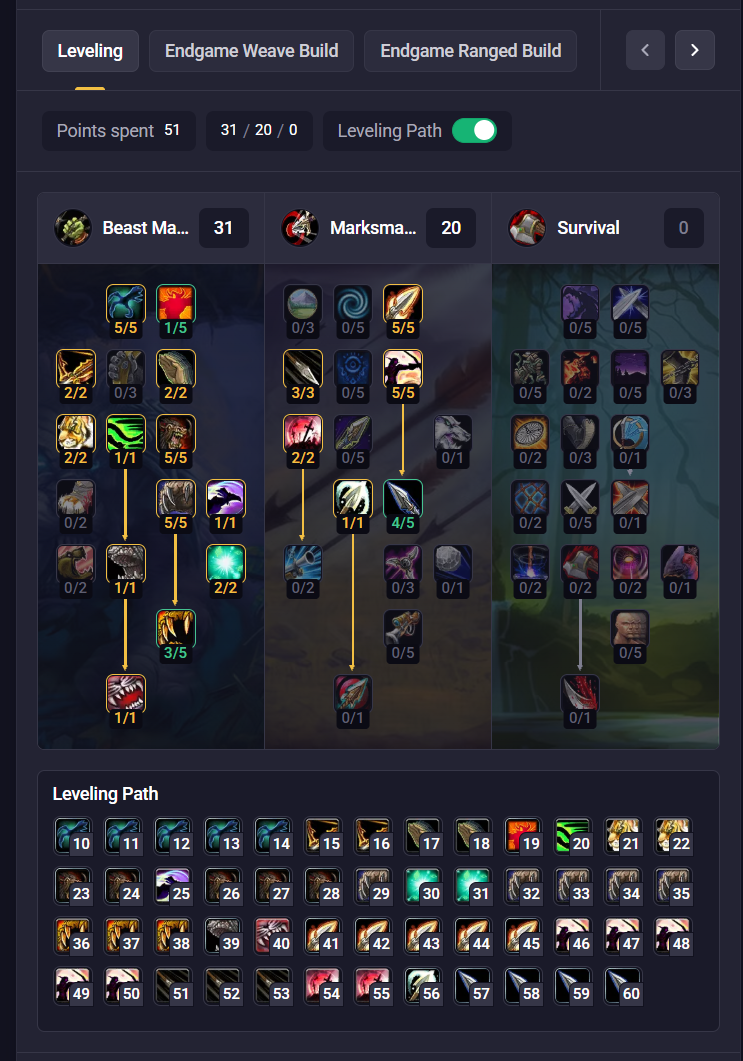 Leveling Endgame Weave Build Endgame Ranged Build
Points spent 51 31 / 20 / 0 Leveling Path
Beast Ma... 31 Marksma... 20 Survival 0
5/5 1/5 0/3 0/5 5/5 0/5 0/5
2/2 0/3 2/2 3/3 0/5 5/5 0/5 0/2 0/5 0/3
2/2 1/1 5/5 2/2 0/5 0/1 0/2 0/3 0/1
0/2 5/5 1/1 1/1 4/5 0/2 0/5 0/1
0/2 1/1 2/2 0/2 0/3 0/1 0/2 0/2 0/2 0/1
3/5 0/5 0/5
1/1 0/1 0/1
Leveling Path
10 11 12 13 14 15 16 17 18 19 20 21 22
23 24 25 26 27 28 29 30 31 32 33 34 35
36 37 38 39 40 41 42 43 44 45 46 47 48
49 50 51 52 53 54 55 56 57 58 59 60